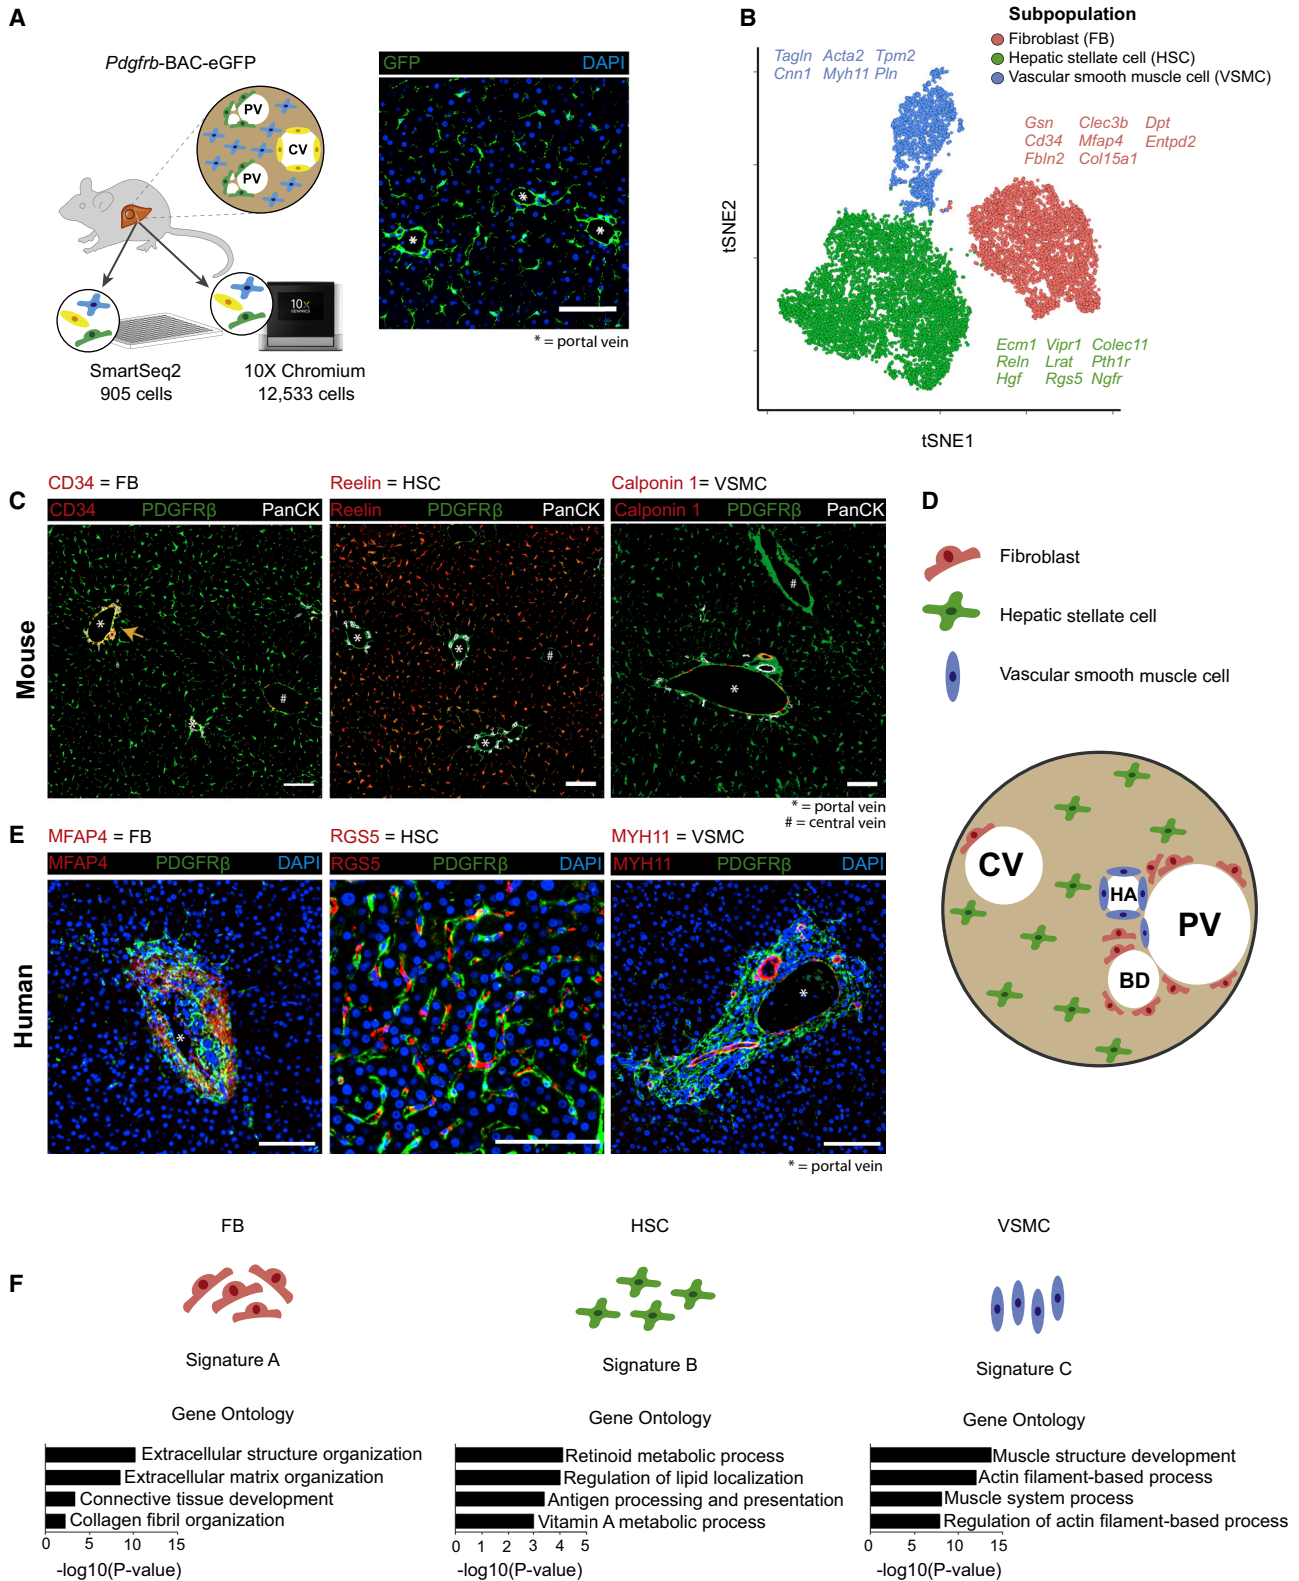 A
Pdgfrb-BAC-eGFP
PV
CV
PV
10X
GENOMICS
SmartSeq2
905 cells
10X Chromium
12,533 cells
GFP
DAPI
*
*
*
* = portal vein
B
Subpopulation
Fibroblast (FB)
Hepatic stellate cell (HSC)
Vascular smooth muscle cell (VSMC)
Tagln Acta2 Tpm2
Cnn1 Myh11 Pln
Gsn Clec3b Dpt
Cd34 Mfap4 Entpd2
Fbln2 Col15a1
Ecm1 Vipr1 Colec11
Reln Lrat Pth1r
Hgf Rgs5 Ngfr
tSNE2
tSNE1
C
Mouse
CD34 = FB
CD34 PDGFRβ PanCK
*
*
#
Reelin = HSC
Reelin PDGFRβ PanCK
*
*
#
*
Calponin 1= VSMC
Calponin 1 PDGFRβ PanCK
#
*
* = portal vein
# = central vein
D
Fibroblast
Hepatic stellate cell
Vascular smooth muscle cell
CV
HA
PV
BD
E
Human
MFAP4 = FB
MFAP4 PDGFRβ DAPI
*
RGS5 = HSC
RGS5 PDGFRβ DAPI
MYH11 = VSMC
MYH11 PDGFRβ DAPI
*
* = portal vein
F
FB
Signature A
Gene Ontology
Extracellular structure organization
Extracellular matrix organization
Connective tissue development
Collagen fibril organization
0 5 10 15
-log10(P-value)
HSC
Signature B
Gene Ontology
Retinoid metabolic process
Regulation of lipid localization
Antigen processing and presentation
Vitamin A metabolic process
0 1 2 3 4 5
-log10(P-value)
VSMC
Signature C
Gene Ontology
Muscle structure development
Actin filament-based process
Muscle system process
Regulation of actin filament-based process
0 5 10 15
-log10(P-value)